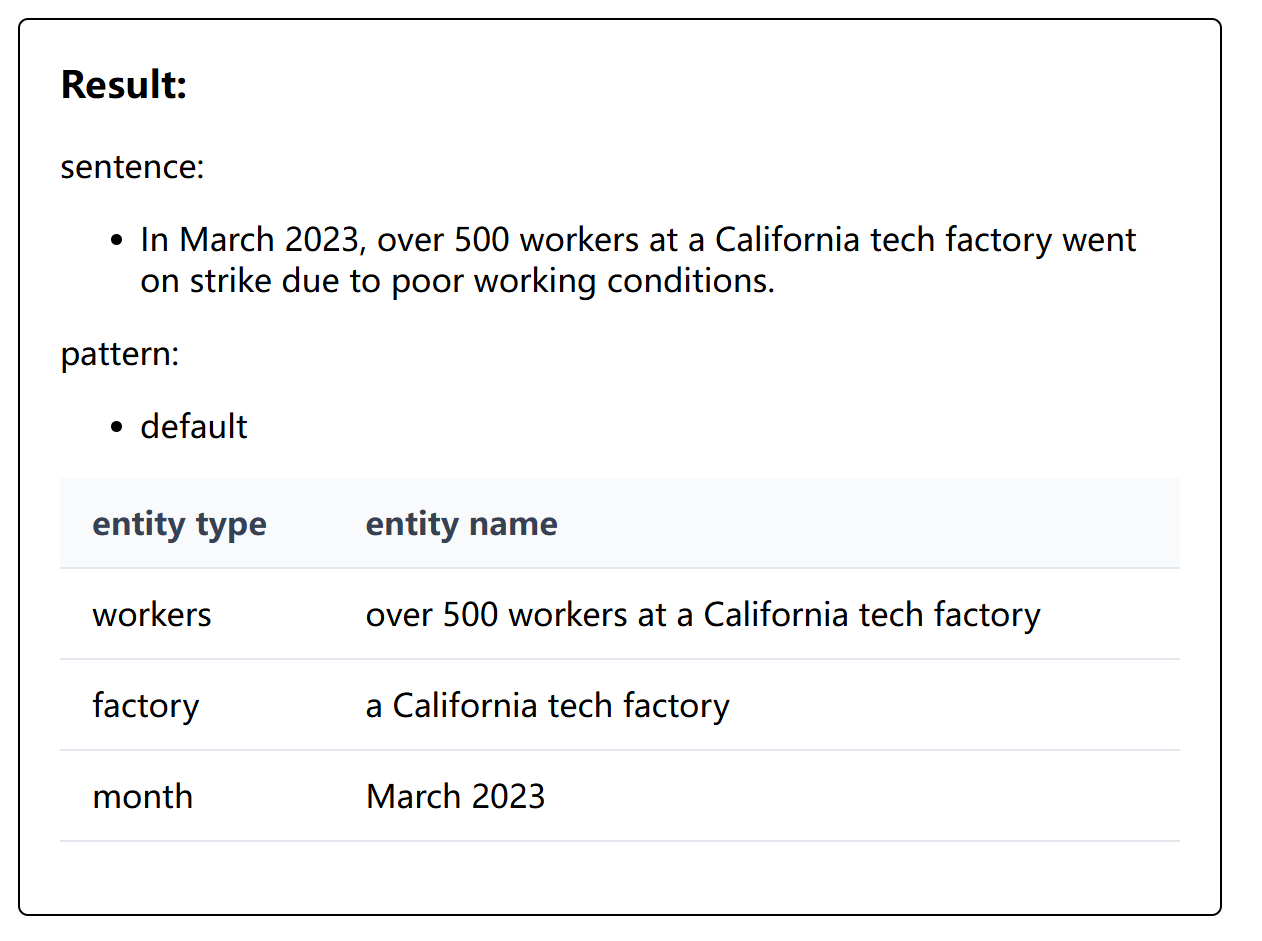 Result:
sentence:
In March 2023, over 500 workers at a California tech factory went
on strike due to poor working conditions.
pattern:
default
entity type entity name
workers over 500 workers at a California tech factory
factory a California tech factory
month March 2023